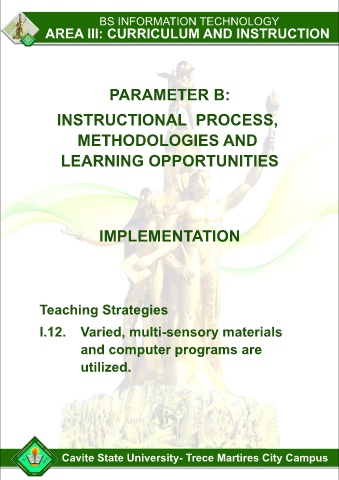 BS INFORMATION TECHNOLOGY
AREA III: CURRICULUM AND INSTRUCTION
PARAMETER B:
INSTRUCTIONAL PROCESS,
METHODOLOGIES AND
LEARNING OPPORTUNITIES
IMPLEMENTATION
Teaching Strategies
I.12. Varied, multi-sensory materials
and computer programs are
utilized.
Cavite State University- Trece Martires City Campus